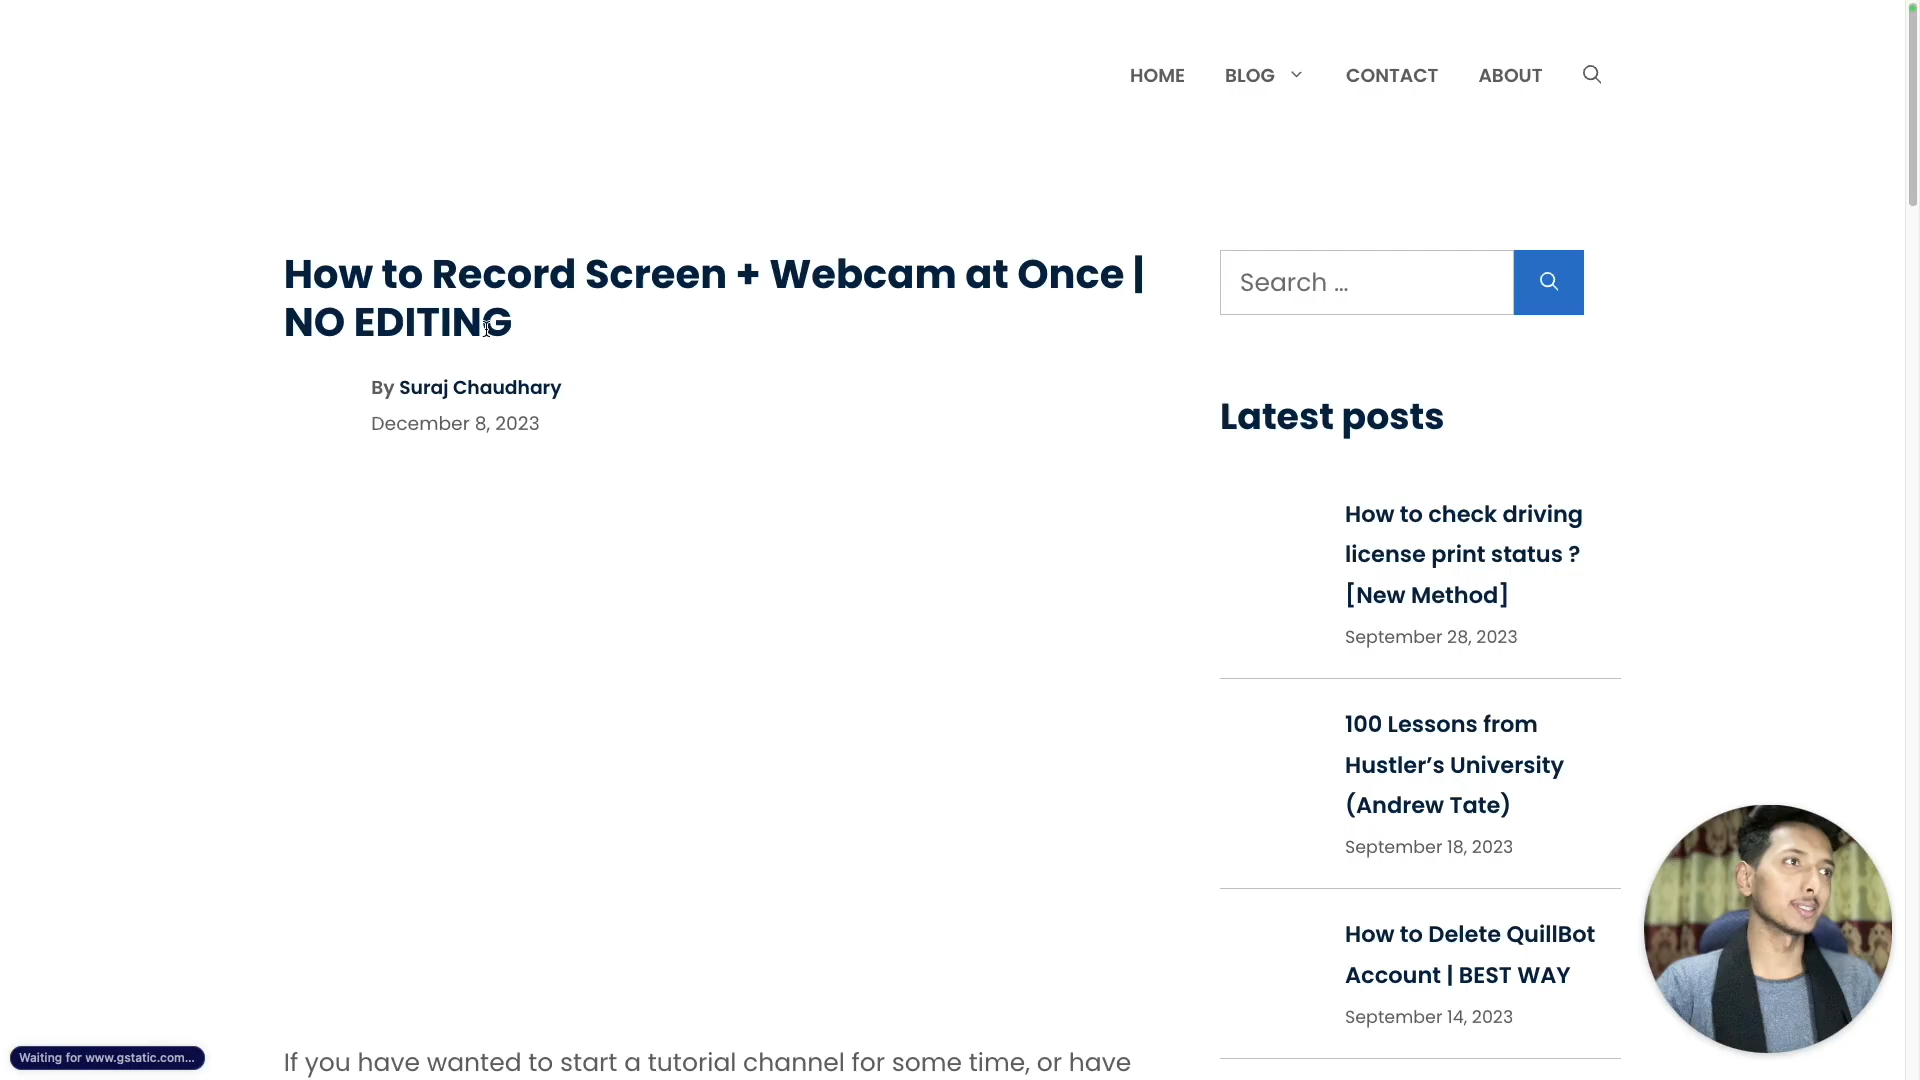 HOME BLOG CONTACT ABOUT
How to Record Screen + Webcam at Once |
NO EDITING
By Suraj Chaudhary
December 8, 2023
If you have wanted to start a tutorial channel for some time, or have
Search ...
Latest posts
How to check driving
license print status ?
[New Method]
September 28, 2023
100 Lessons from
Hustler’s University
(Andrew Tate)
September 18, 2023
How to Delete QuillBot
Account | BEST WAY
September 14, 2023
Waiting for www.gstatic.com...